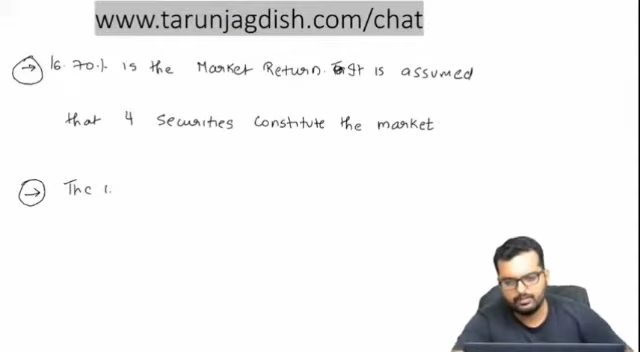 www.tarunjagdish.com/chat
→ 16.70% is the Market Return. It is assumed
that 4 securities constitute the market
→ The